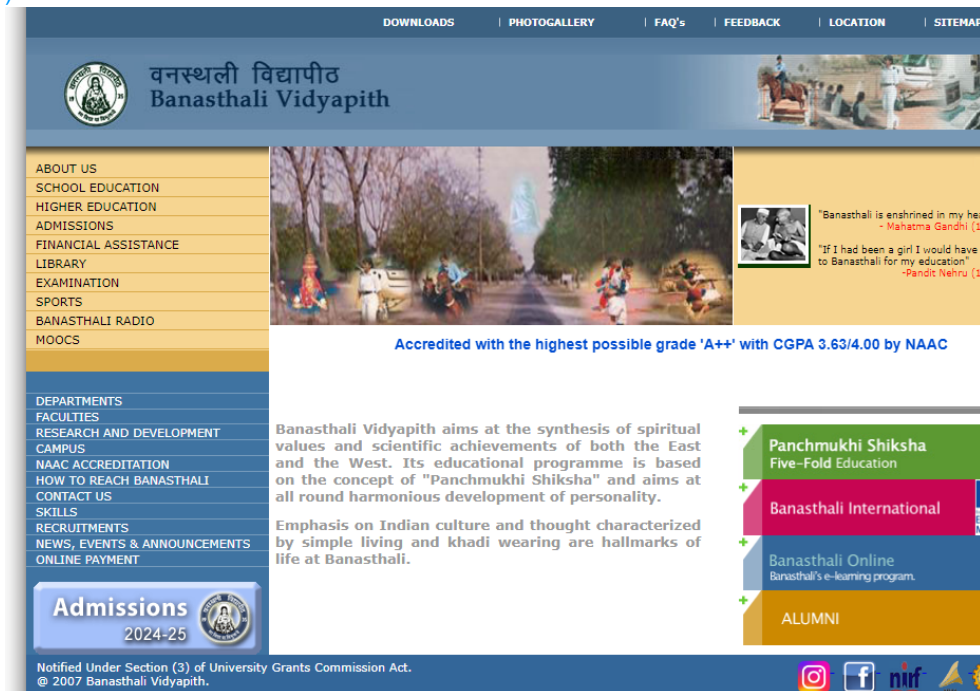 DOWNLOADS | PHOTOGALLERY | FAQ's | FEEDBACK | LOCATION | SITEMAP
वनस्थली विद्यापीठ
Banasthali Vidyapith
ABOUT US
SCHOOL EDUCATION
HIGHER EDUCATION
ADMISSIONS
FINANCIAL ASSISTANCE
LIBRARY
EXAMINATION
SPORTS
BANASTHALI RADIO
MOOCS
"Banasthali is enshrined in my
- Mahatma Gandhi
"If I had been a girl I would have
to Banasthali for my education"
-Pandit Nehru
Accredited with the highest possible grade 'A++' with CGPA 3.63/4.00 by NAAC
DEPARTMENTS
FACULTIES
RESEARCH AND DEVELOPMENT
CAMPUS
NAAC ACCREDITATION
HOW TO REACH BANASTHALI
CONTACT US
SKILLS
RECRUITMENTS
NEWS, EVENTS & ANNOUNCEMENTS
ONLINE PAYMENT
Banasthali Vidyapith aims at the synthesis of spiritual
values and scientific achievements of both the East
and the West. Its educational programme is based
on the concept of "Panchmukhi Shiksha" and aims at
all round harmonious development of personality.
Emphasis on Indian culture and thought characterized
by simple living and khadi wearing are hallmarks of
life at Banasthali.
Panchmukhi Shiksha
Five-Fold Education
Banasthali International
Banasthali Online
Banasthali's e-learning program.
ALUMNI
Admissions
2024-25
Notified Under Section (3) of University Grants Commission Act.
@ 2007 Banasthali Vidyapith.
nirf